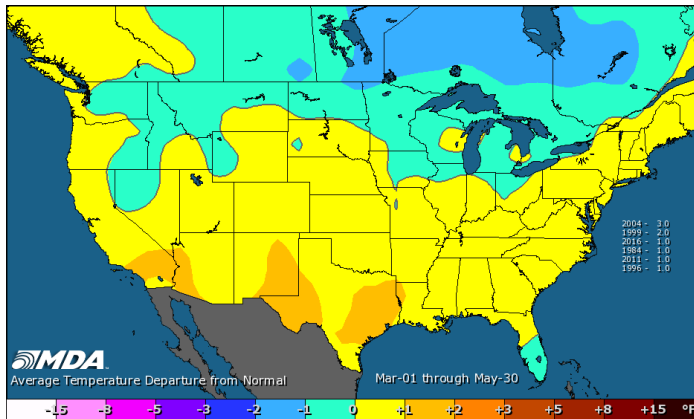 2004 - 3.0
1999 - 2.0
2016 - 1.0
1984 - 1.0
2011 - 1.0
1996 - 1.0
MDA
Average Temperature Departure from Normal
Mar-01 through May-30
-15 -8 -5 -3 -2 -1 0 +1 +2 +3 +5 +8 +15 °F